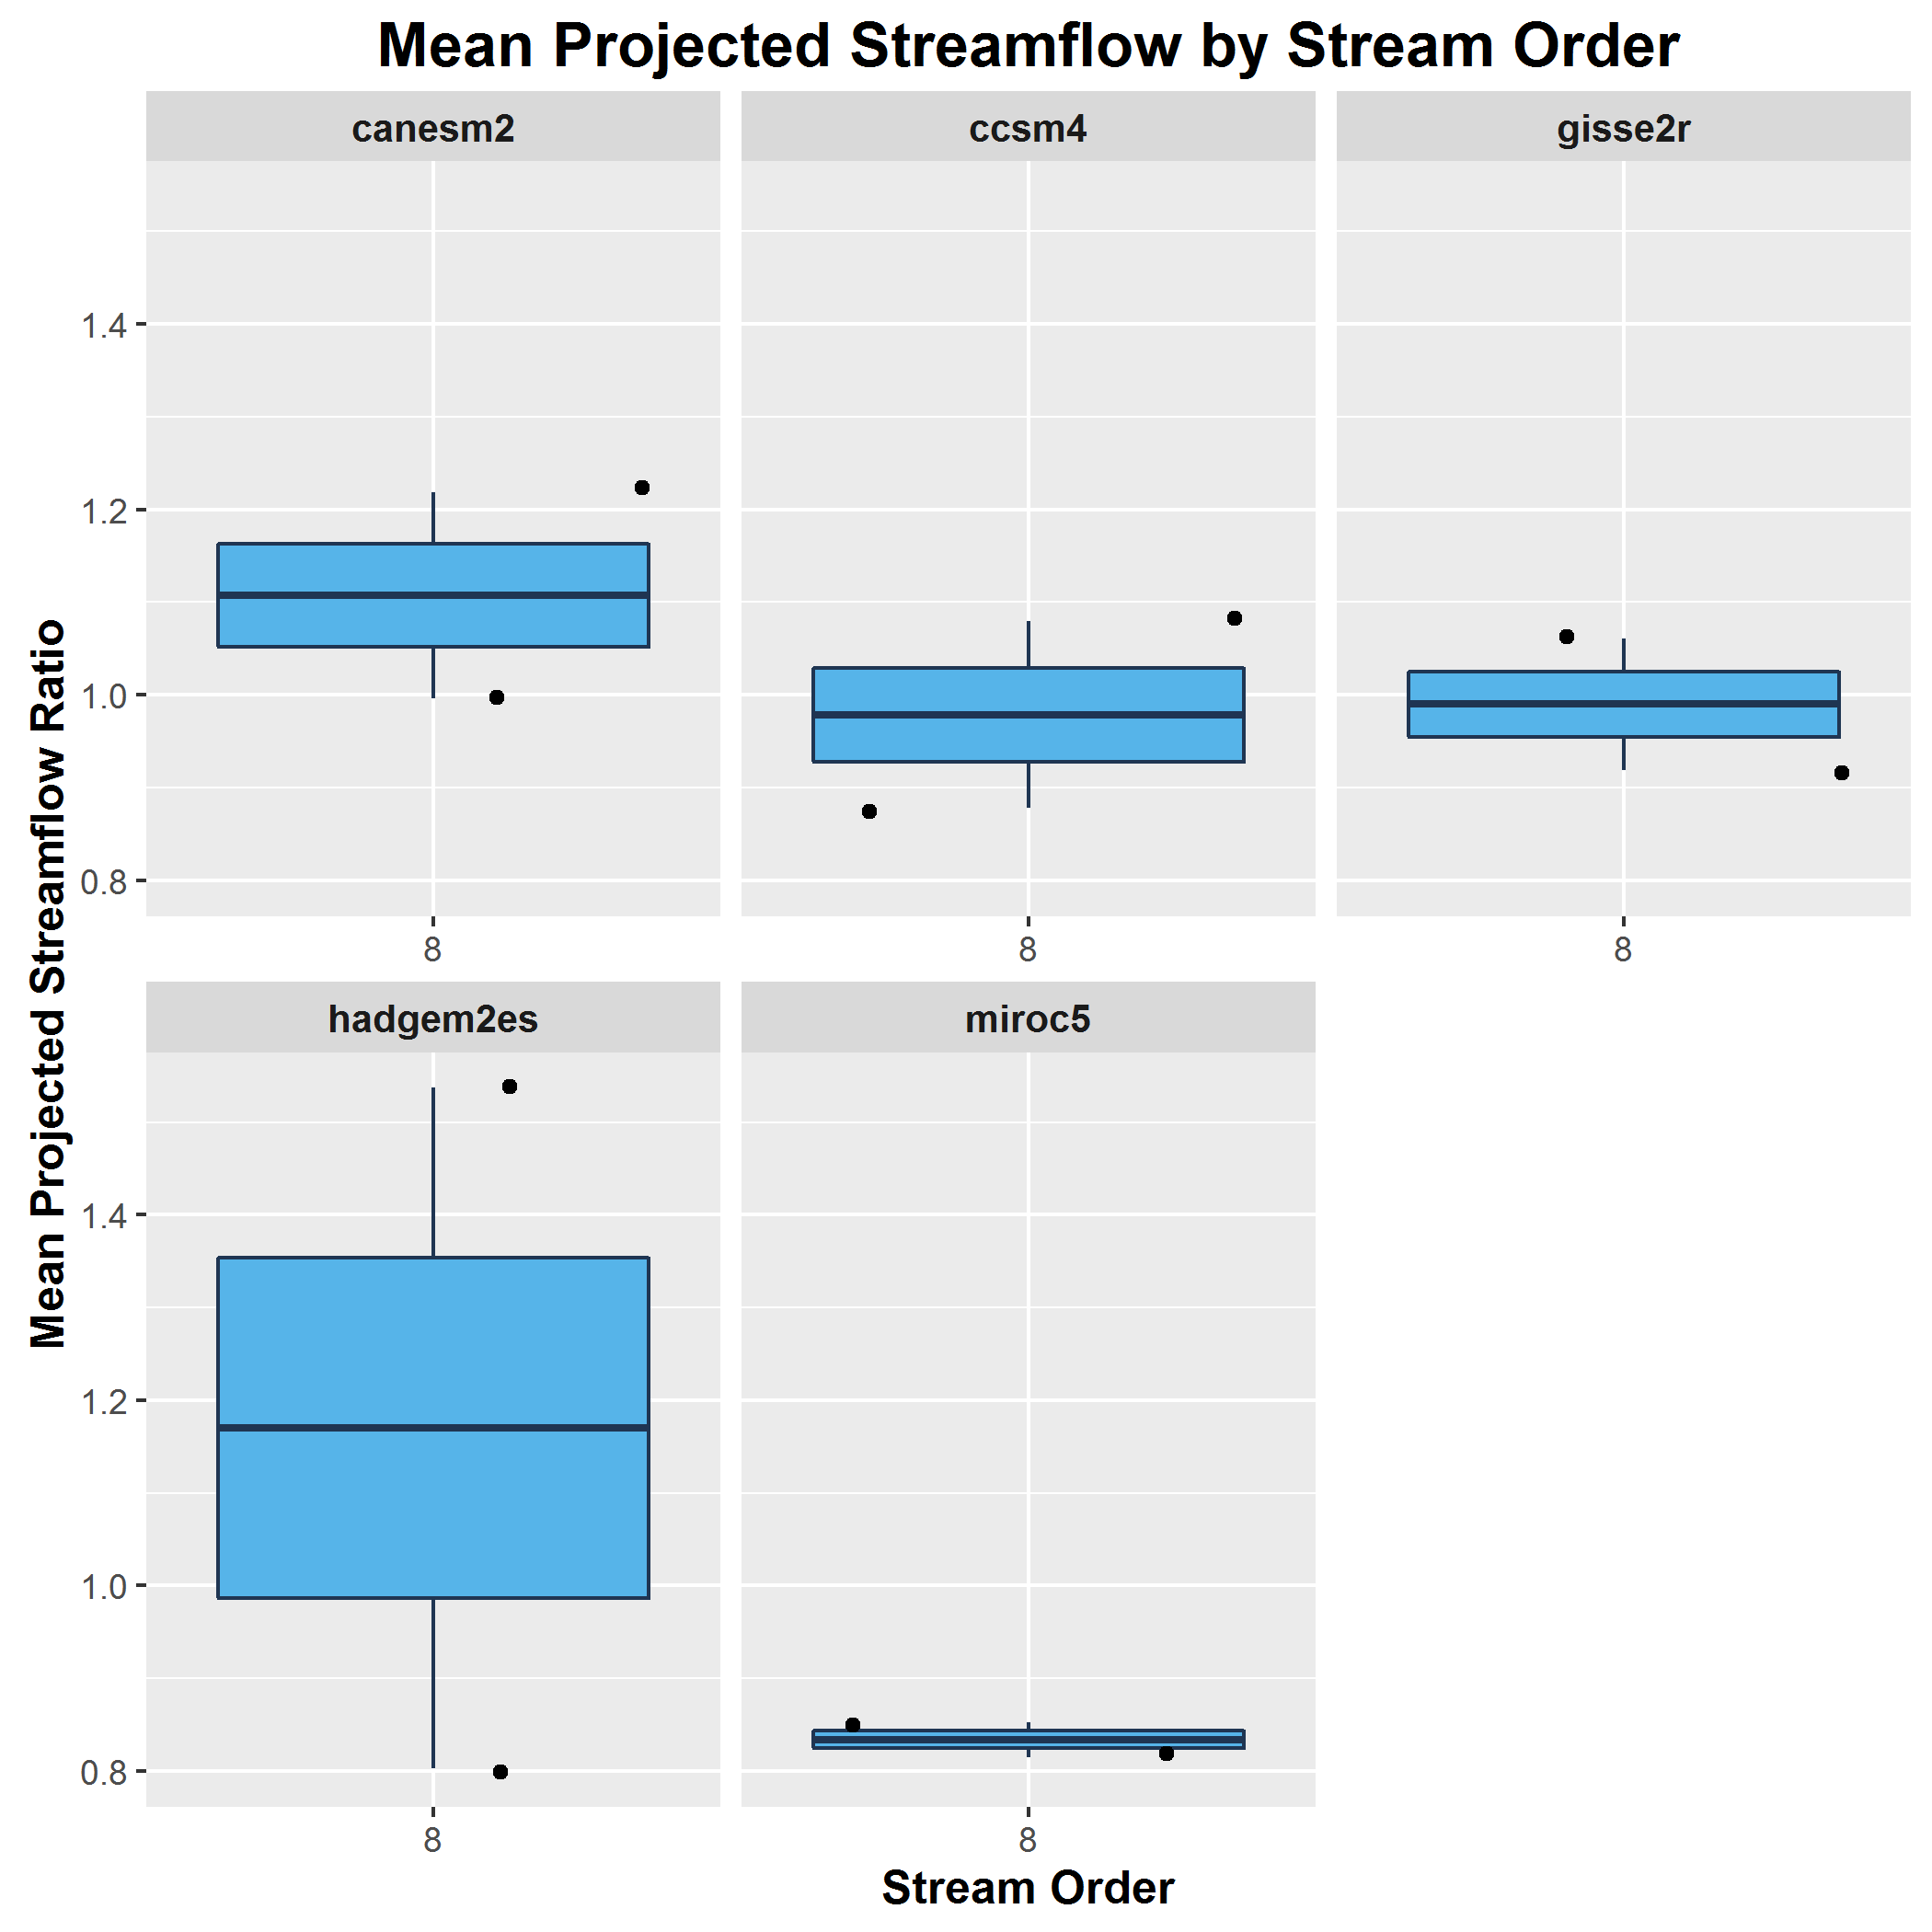 Mean Projected Streamflow by Stream Order
canesm2
ccsm4
gisse2r
1.4
1.2
1.0
0.8
8
8
8
Mean Projected Streamflow Ratio
hadgem2es
miroc5
1.4
1.2
1.0
0.8
8
8
Stream Order